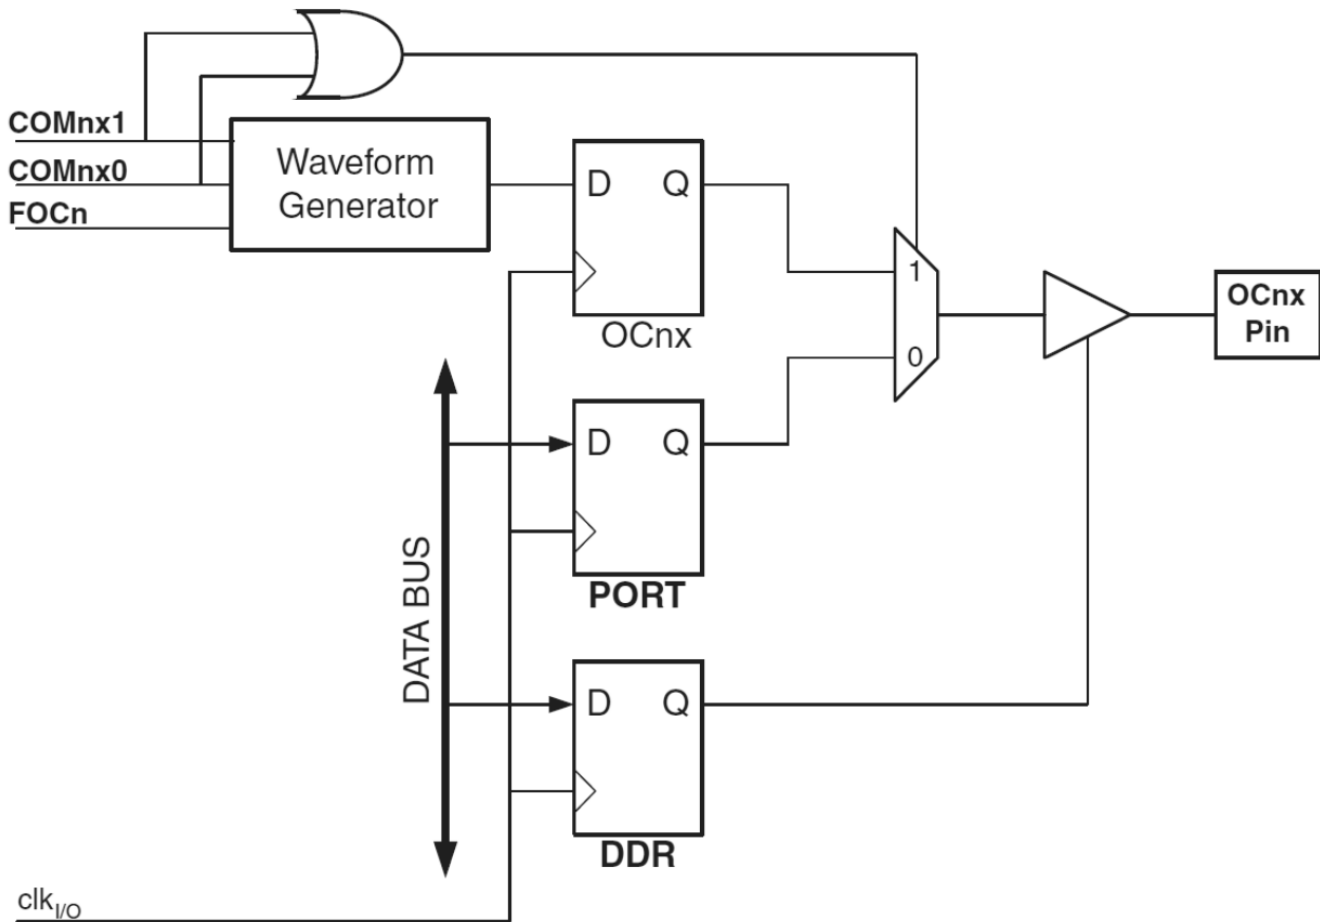 COMnx1
COMnx0
FOCn
Waveform
Generator
D Q
OCnx
1
0
OCnx
Pin
D Q
PORT
DATA BUS
D Q
DDR
clkI/O